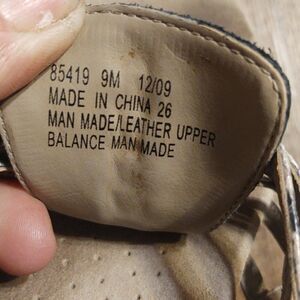 85419 9M 12/09
MADE IN CHINA 26
MAN MADE/LEATHER UPPER
BALANCE MAN MADE